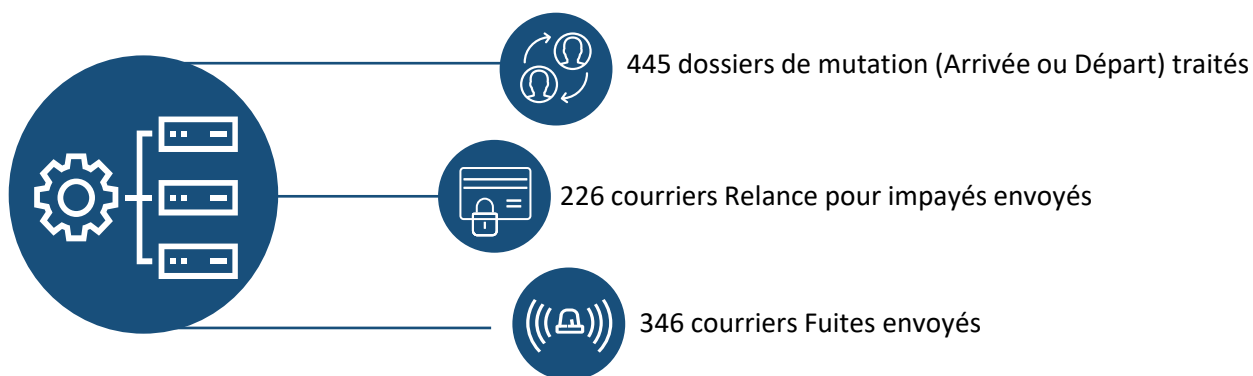 445 dossiers de mutation (Arrivée ou Départ) traités
226 courriers Relance pour impayés envoyés
346 courriers Fuites envoyés